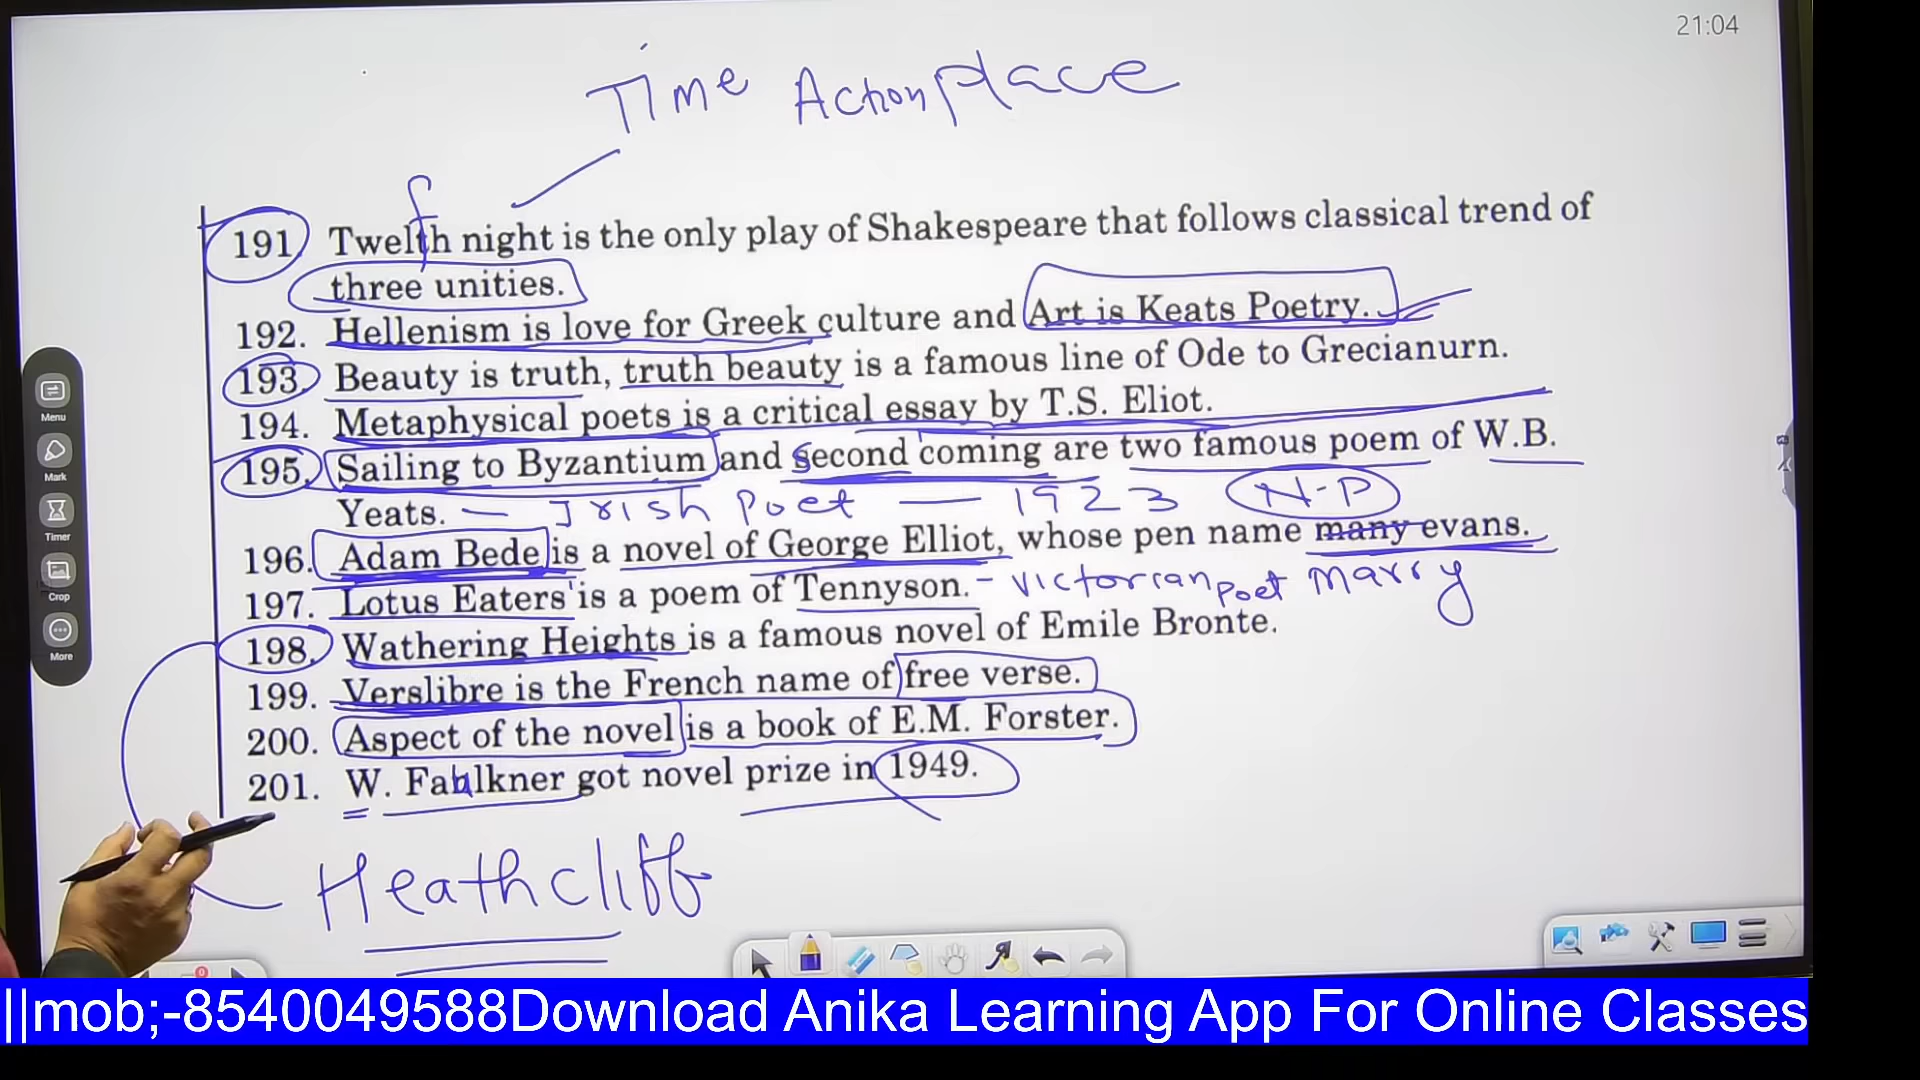 21:04
Time Action place
f
191. Twelth night is the only play of Shakespeare that follows classical trend of
three unities.
192. Hellenism is love for Greek culture and Art is Keats Poetry.
193. Beauty is truth, truth beauty is a famous line of Ode to Grecianurn.
194. Metaphysical poets is a critical essay by T.S. Eliot.
195. Sailing to Byzantium and Second coming are two famous poem of W.B.
Yeats. — Irish poet — 1923 N-P
196. Adam Bede is a novel of George Elliot, whose pen name many evans.
197. Lotus Eaters is a poem of Tennyson. - Victorian poet Marry
198. Wathering Heights is a famous novel of Emile Bronte.
199. Verslibre is the French name of free verse.
200. Aspect of the novel is a book of E.M. Forster.
201. W. Faulkner got novel prize in 1949.
Heathcliff
Menu
Mark
Timer
Crop
More
||mob;-8540049588Download Anika Learning App For Online Classes